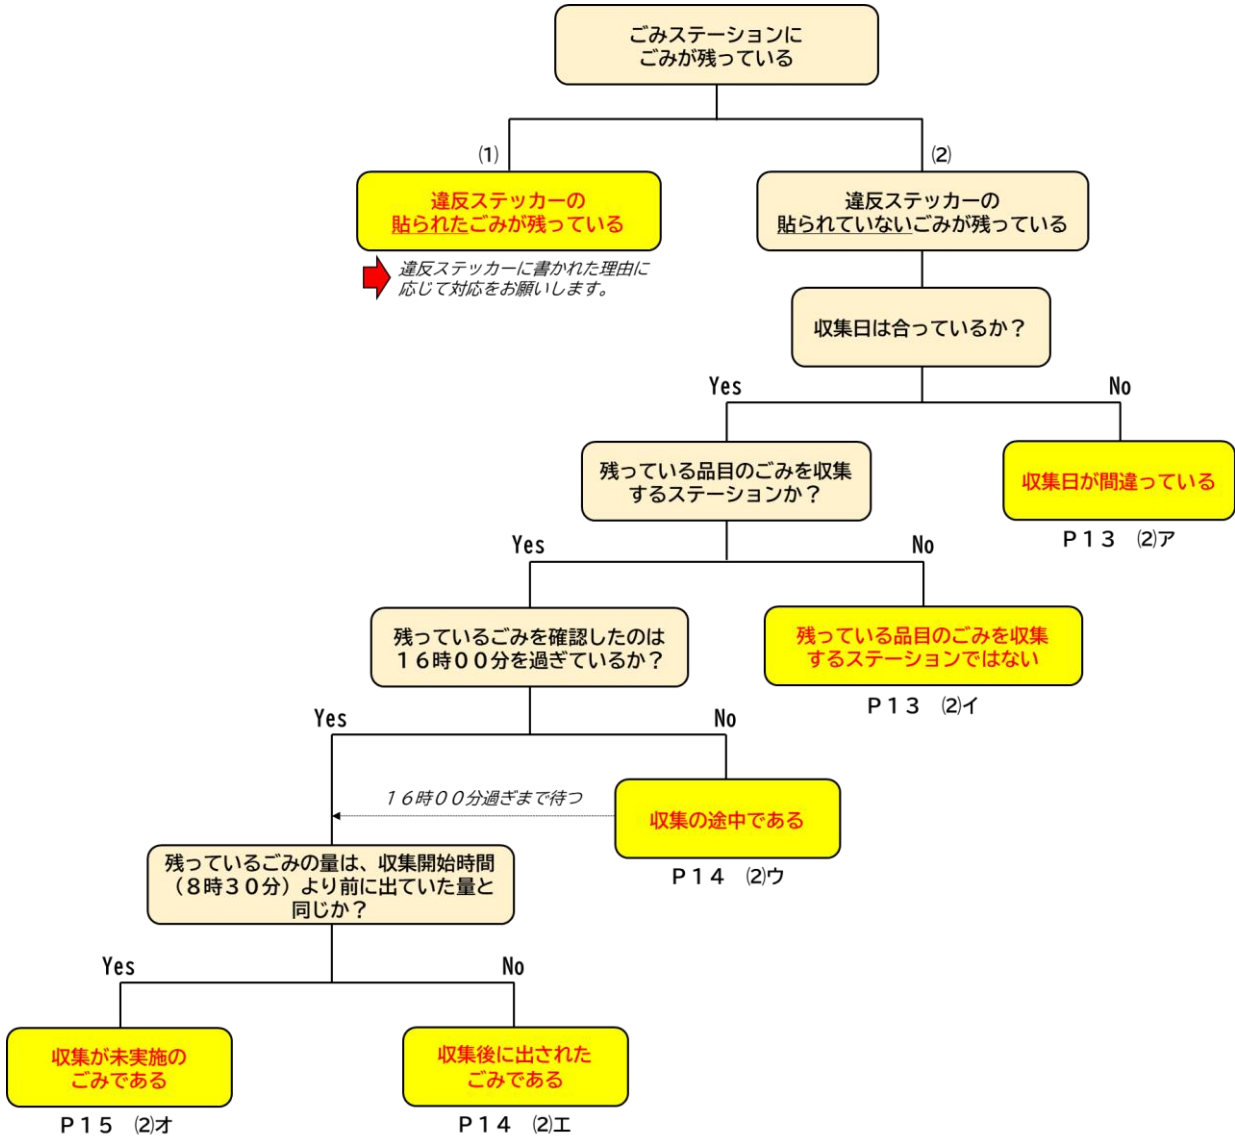 ごみステーションに
ごみが残っている
⑴
⑵
違反ステッカーの
貼られたごみが残っている
違反ステッカーの
貼られていないごみが残っている
違反ステッカーに書かれた理由に
応じて対応をお願いします。
収集日は合っているか？
Yes
No
残っている品目のごみを収集
するステーションか？
収集日が間違っている
Ｐ１３　⑵ア
Yes
No
残っているごみを確認したのは
１６時００分を過ぎているか？
残っている品目のごみを収集
するステーションではない
Ｐ１３　⑵イ
Yes
No
１６時００分過ぎまで待つ
収集の途中である
Ｐ１４　⑵ウ
残っているごみの量は、収集開始時間
（８時３０分）より前に出ていた量と
同じか？
Yes
No
収集が未実施の
ごみである
Ｐ１５　⑵オ
収集後に出された
ごみである
Ｐ１４　⑵エ